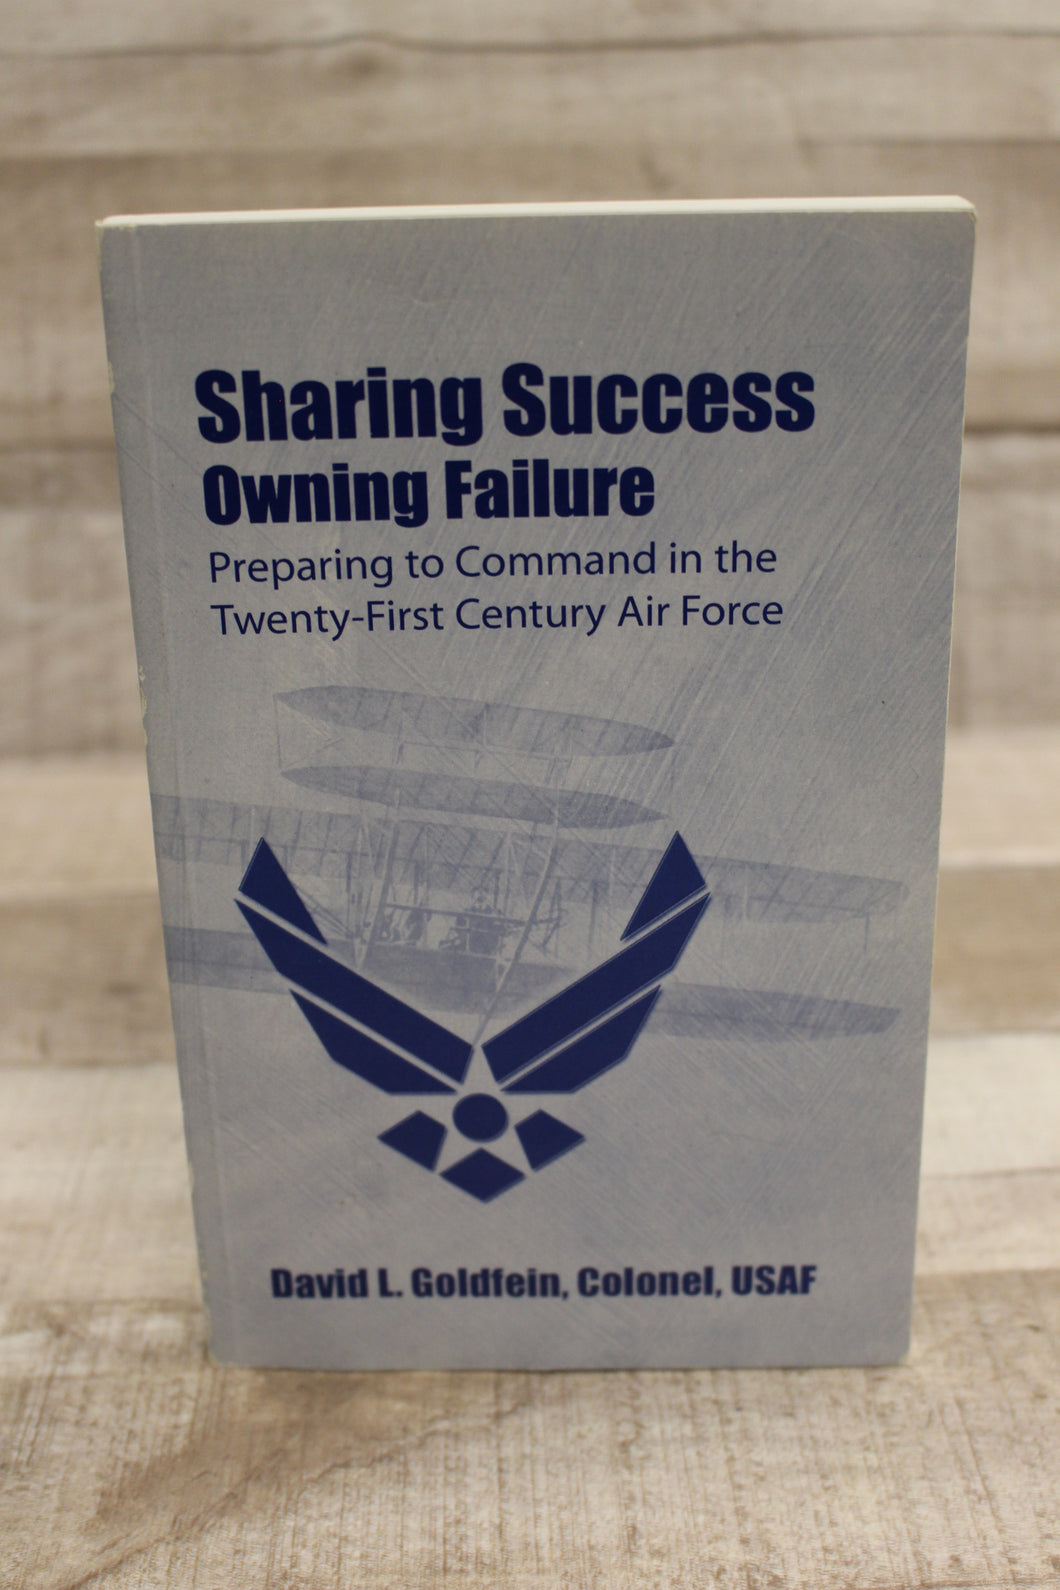 Sharing Success
Owning Failure
Preparing to Command in the
Twenty-First Century Air Force
David L. Goldfein, Colonel, USAF